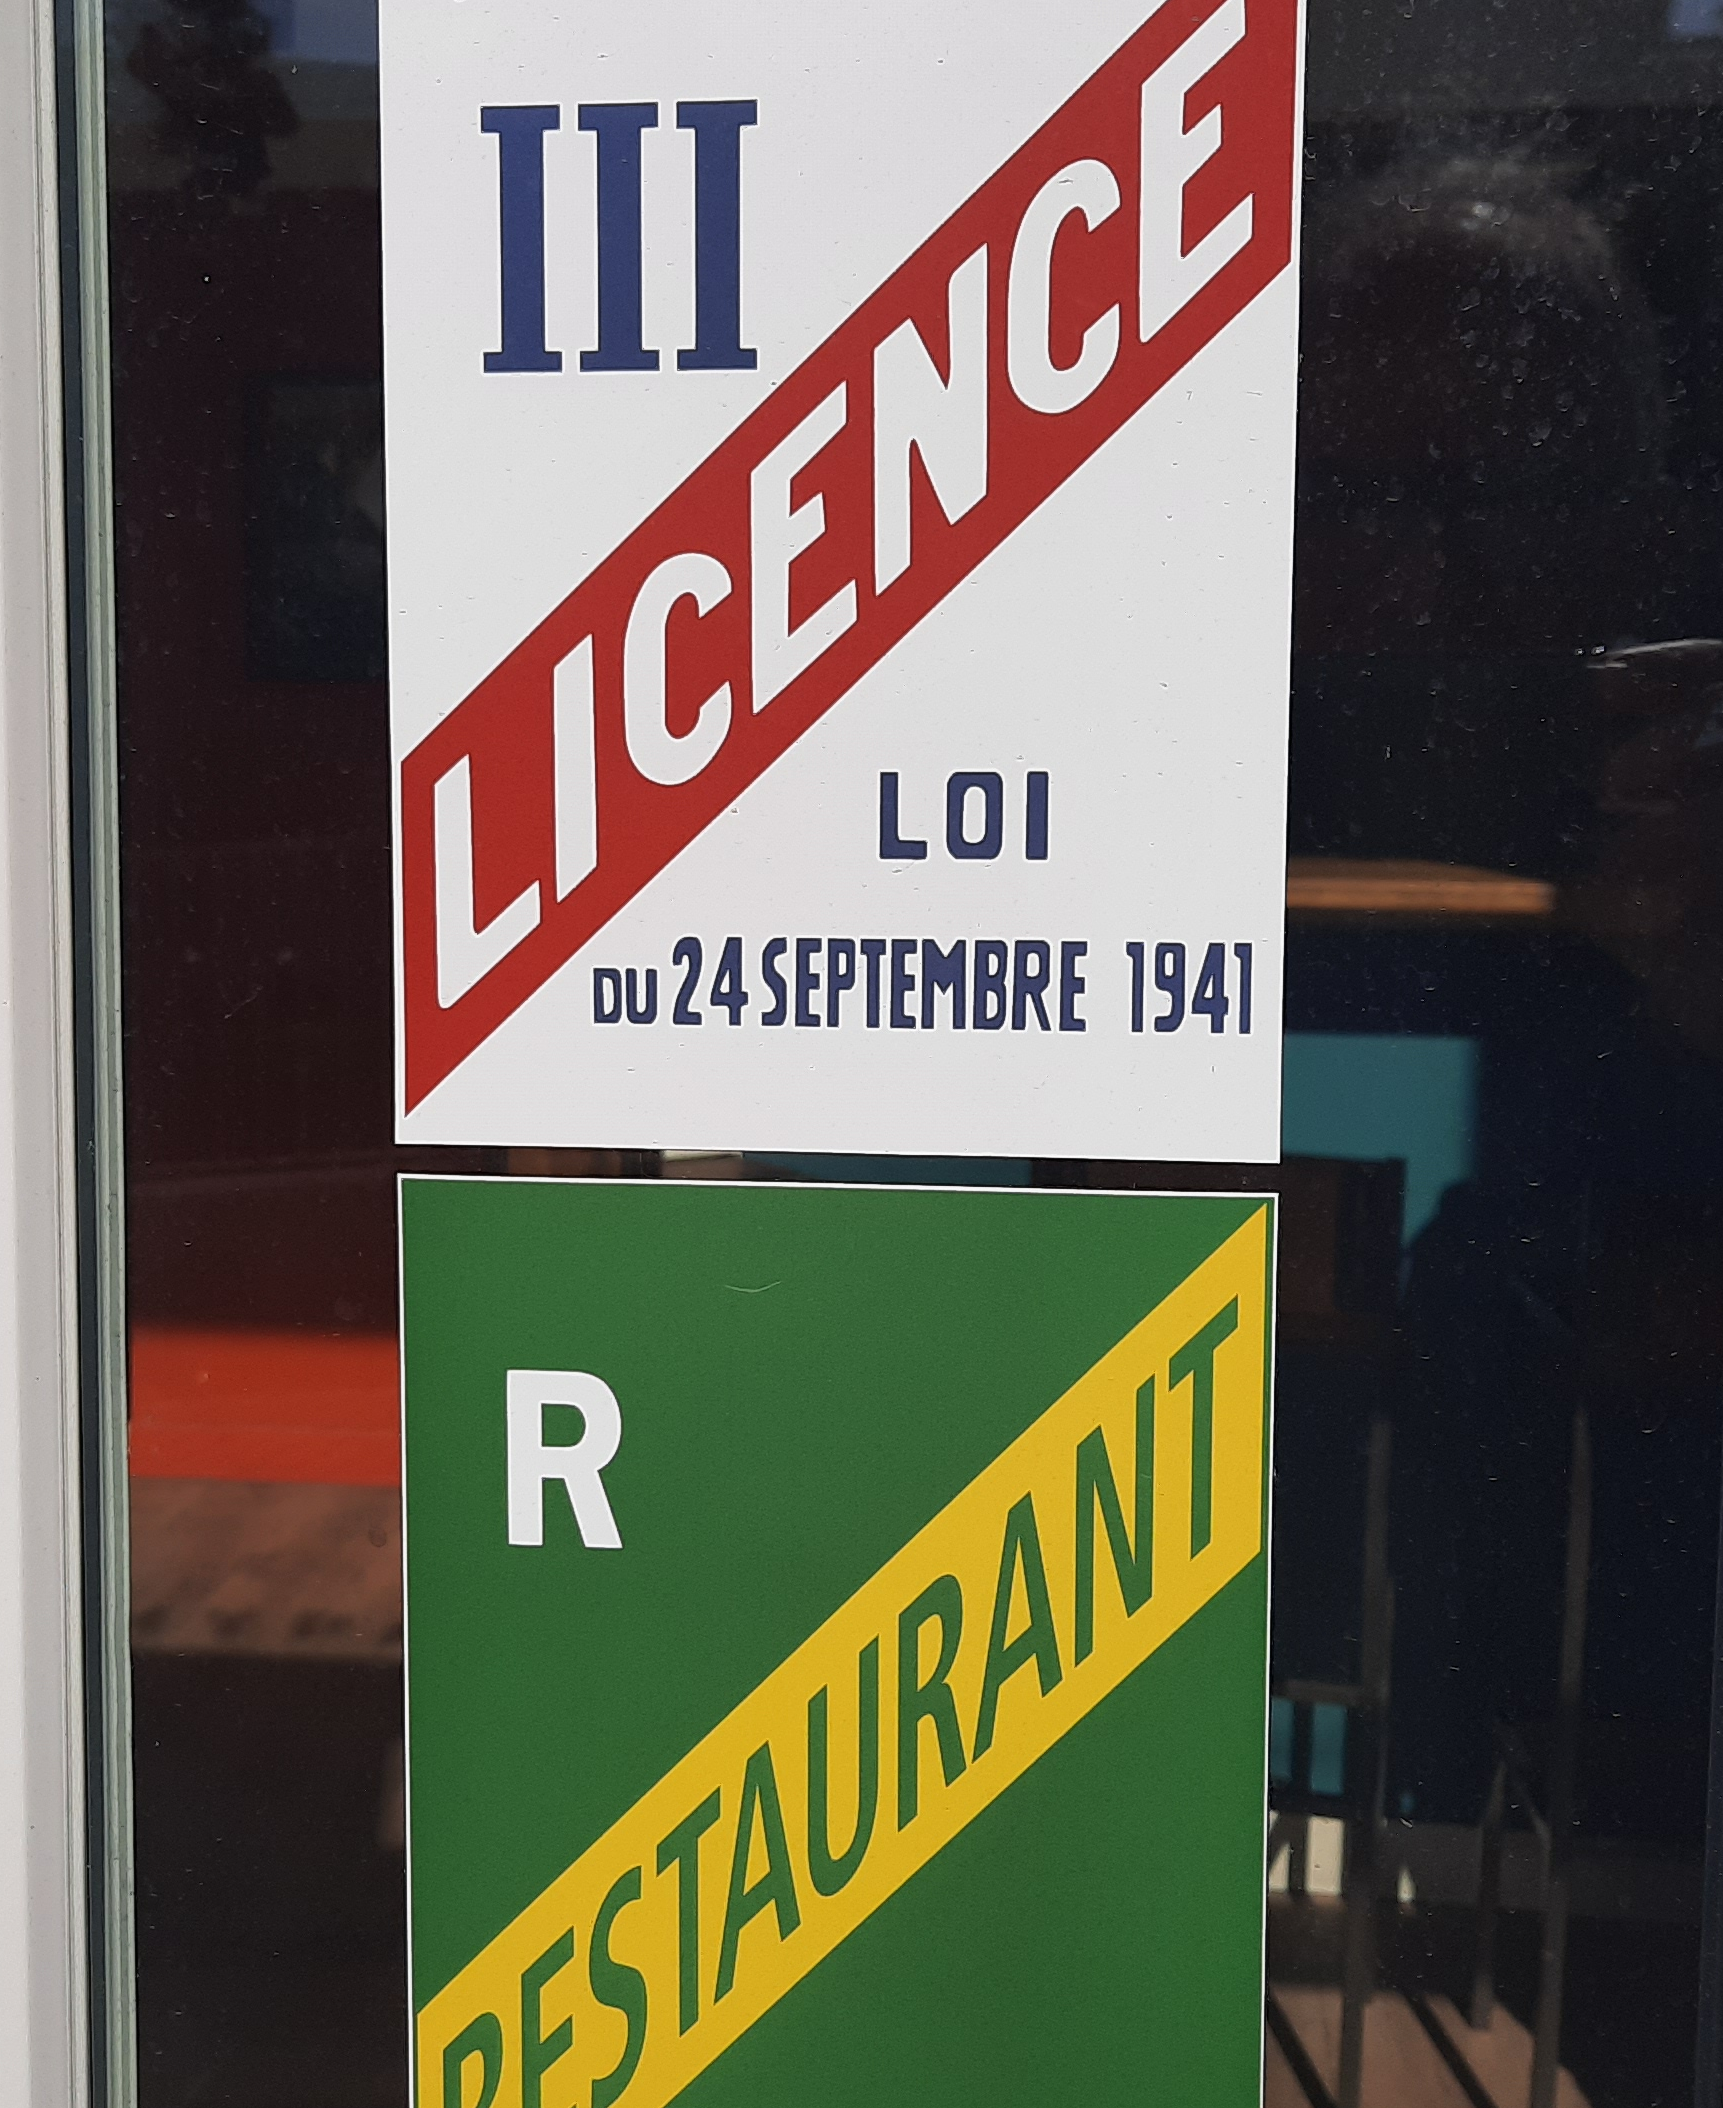 III
LICENCE
LOI
DU 24 SEPTEMBRE 1941
R
RESTAURANT